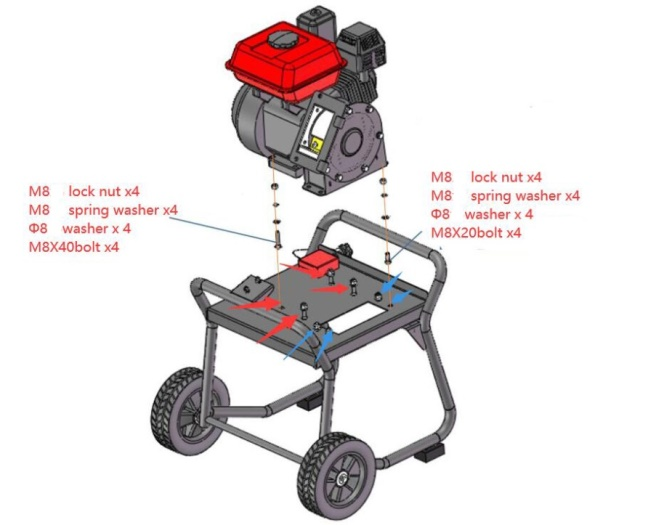 M8 lock nut x4
M8 spring washer x4
Φ8 washer x 4
M8X40bolt x4
M8 lock nut x4
M8 spring washer x4
Φ8 washer x 4
M8X20bolt x4